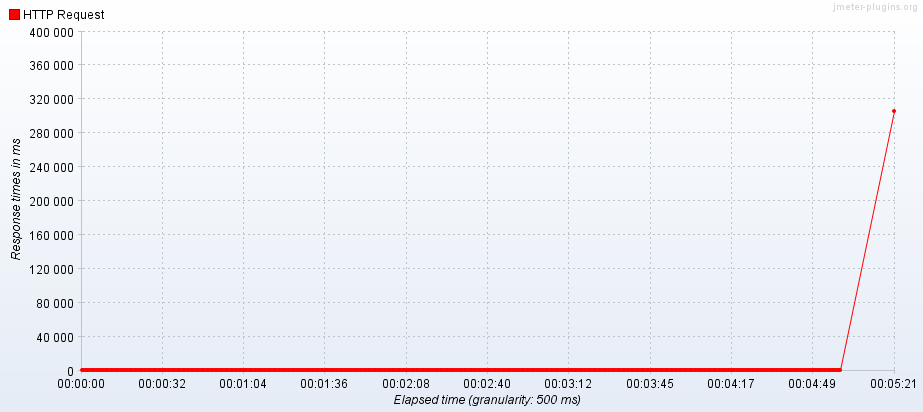 jmeter-plugins.org
HTTP Request
400 000
360 000
320 000
280 000
240 000
200 000
160 000
120 000
80 000
40 000
0
Response times in ms
00:00:00 00:00:32 00:01:04 00:01:36 00:02:08 00:02:40 00:03:12 00:03:45 00:04:17 00:04:49 00:05:21
Elapsed time (granularity: 500 ms)